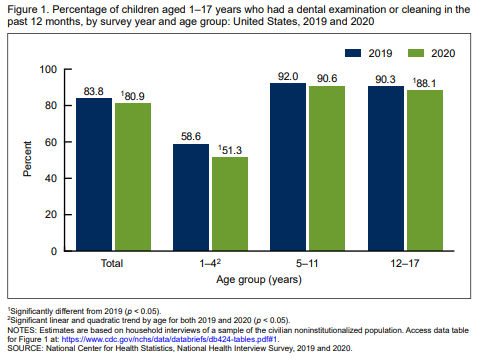 Figure 1. Percentage of children aged 1–17 years who had a dental examination or cleaning in the
past 12 months, by survey year and age group: United States, 2019 and 2020
2019 2020
100
80
60
40
20
0
Percent
83.8
¹80.9
58.6
¹51.3
92.0
90.6
90.3
¹88.1
Total
1–4²
5–11
12–17
Age group (years)
¹Significantly different from 2019 (p < 0.05).
²Significant linear and quadratic trend by age for both 2019 and 2020 (p < 0.05).
NOTES: Estimates are based on household interviews of a sample of the civilian noninstitutionalized population. Access data table
for Figure 1 at: https://www.cdc.gov/nchs/data/databriefs/db424-tables.pdf#1.
SOURCE: National Center for Health Statistics, National Health Interview Survey, 2019 and 2020.